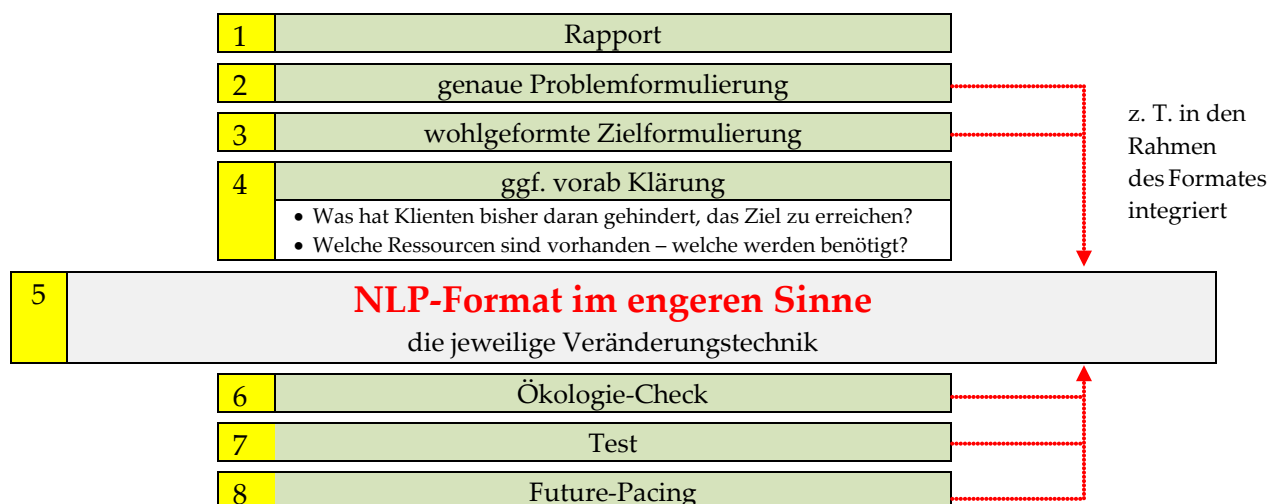 1 Rapport
2 genaue Problemformulierung
3 wohlgeformte Zielformulierung
z. T. in den
Rahmen
des Formates
integriert
4 ggf. vorab Klärung
• Was hat Klienten bisher daran gehindert, das Ziel zu erreichen?
• Welche Ressourcen sind vorhanden – welche werden benötigt?
5 NLP-Format im engeren Sinne
die jeweilige Veränderungstechnik
6 Ökologie-Check
7 Test
8 Future-Pacing